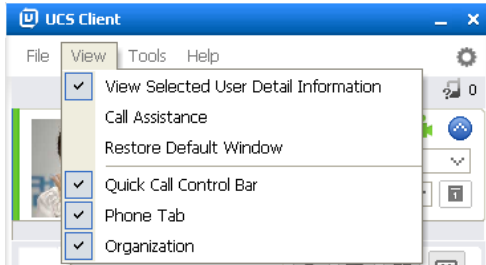 UCS Client
File View Tools Help
View Selected User Detail Information
? 0
Call Assistance
Restore Default Window
Quick Call Control Bar
1
Phone Tab
Organization